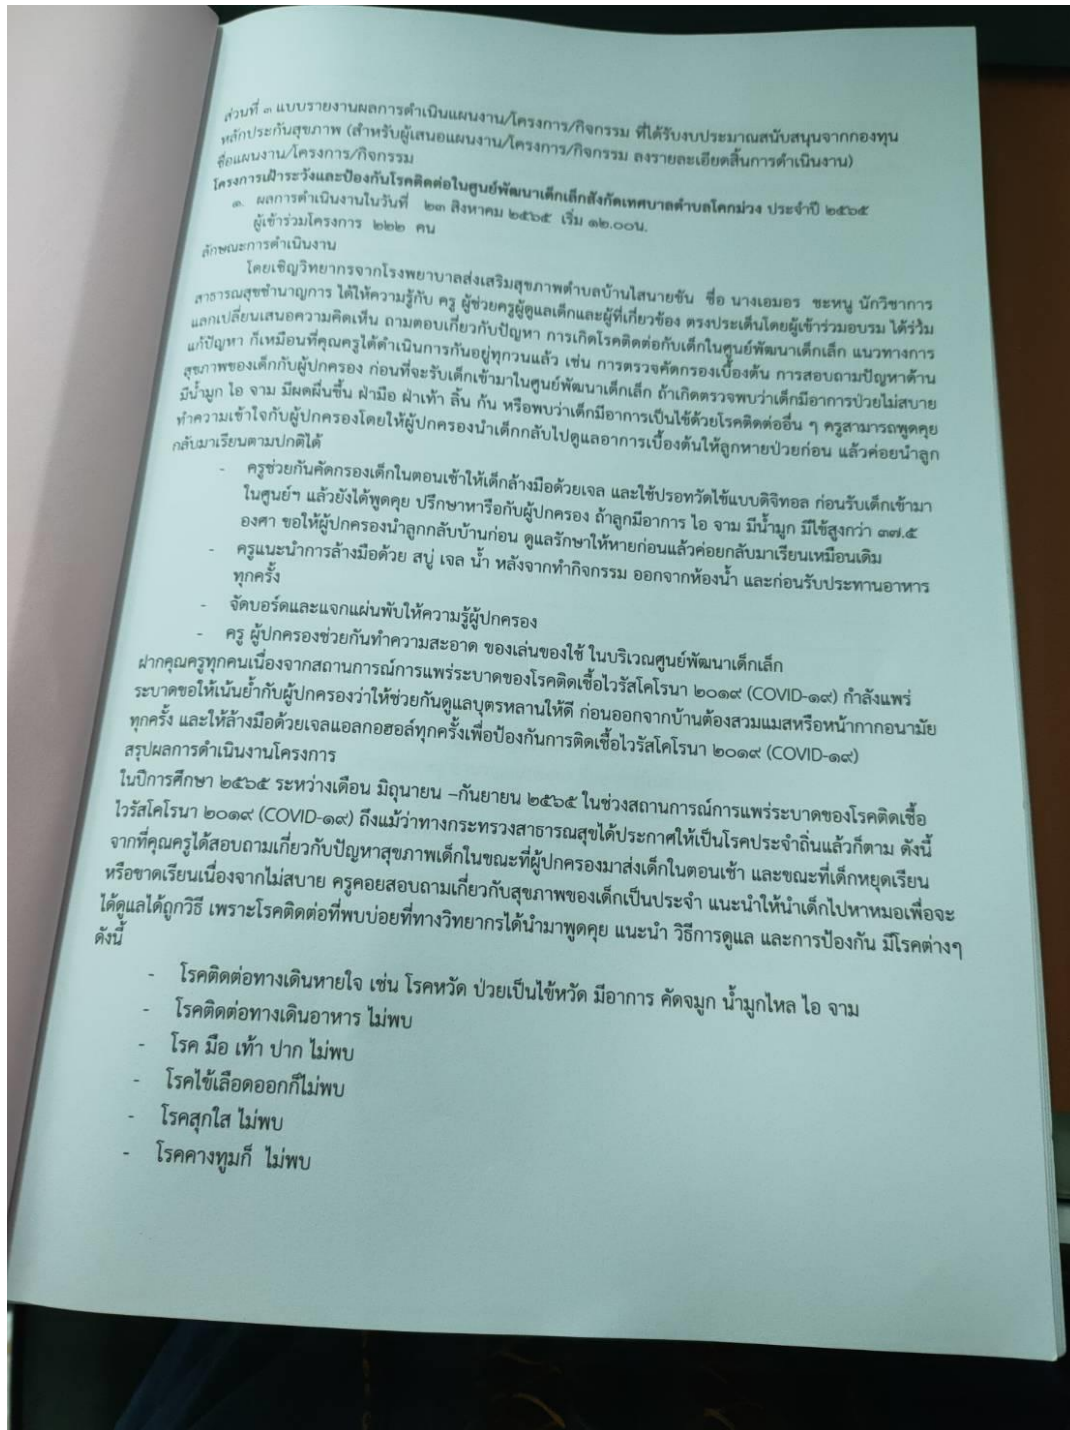 ส่วนที่ ๓ แบบรายงานผลการดำเนินแผนงาน/โครงการ/กิจกรรม ที่ได้รับงบประมาณสนับสนุนจากกองทุน
หลักประกันสุขภาพ (สำหรับผู้เสนอแผนงาน/โครงการ/กิจกรรม ลงรายละเอียดสิ้นการดำเนินงาน)
ชื่อแผนงาน/โครงการ/กิจกรรม
โครงการเฝ้าระวังและป้องกันโรคติดต่อในศูนย์พัฒนาเด็กเล็กสังกัดเทศบาลตำบลโคกม่วง ประจำปี ๒๕๖๕
๑. ผลการดำเนินงานในวันที่ ๒๓ สิงหาคม ๒๕๖๕ เริ่ม ๑๒.๐๐น.
ผู้เข้าร่วมโครงการ ๒๒๒ คน
ลักษณะการดำเนินงาน
โดยเชิญวิทยากรจากโรงพยาบาลส่งเสริมสุขภาพตำบลบ้านไสนายขัน ชื่อ นางเอมอร ชะหนู นักวิชาการ
สาธารณสุขชำนาญการ ได้ให้ความรู้กับ ครู ผู้ช่วยครูผู้ดูแลเด็กและผู้ที่เกี่ยวข้อง ตรงประเด็นโดยผู้เข้าร่วมอบรม ได้ร่วม
แลกเปลี่ยนเสนอความคิดเห็น ถามตอบเกี่ยวกับปัญหา การเกิดโรคติดต่อกับเด็กในศูนย์พัฒนาเด็กเล็ก แนวทางการ
แก้ปัญหา ก็เหมือนที่คุณครูได้ดำเนินการกันอยู่ทุกวันแล้ว เช่น การตรวจคัดกรองเบื้องต้น การสอบถามปัญหาด้าน
สุขภาพของเด็กกับผู้ปกครอง ก่อนที่จะรับเด็กเข้ามาในศูนย์พัฒนาเด็กเล็ก ถ้าเกิดตรวจพบว่าเด็กมีอาการป่วยไม่สบาย
มีน้ำมูก ไอ จาม มีผดผื่นขึ้น ฝ่ามือ ฝ่าเท้า ลิ้น ก้น หรือพบว่าเด็กมีอาการเป็นไข้ด้วยโรคติดต่ออื่น ๆ ครูสามารถพูดคุย
ทำความเข้าใจกับผู้ปกครองโดยให้ผู้ปกครองนำเด็กกลับไปดูแลอาการเบื้องต้นให้ลูกหายป่วยก่อน แล้วค่อยนำลูก
กลับมาเรียนตามปกติได้
- ครูช่วยกันคัดกรองเด็กในตอนเช้าให้เด็กล้างมือด้วยเจล และใช้ปรอทวัดไข้แบบดิจิทอล ก่อนรับเด็กเข้ามา
ในศูนย์ฯ แล้วยังได้พูดคุย ปรึกษาหารือกับผู้ปกครอง ถ้าลูกมีอาการ ไอ จาม มีน้ำมูก มีไข้สูงกว่า ๓๗.๕
องศา ขอให้ผู้ปกครองนำลูกกลับบ้านก่อน ดูแลรักษาให้หายก่อนแล้วค่อยกลับมาเรียนเหมือนเดิม
- ครูแนะนำการล้างมือด้วย สบู่ เจล น้ำ หลังจากทำกิจกรรม ออกจากห้องน้ำ และก่อนรับประทานอาหาร
ทุกครั้ง
- จัดบอร์ดและแจกแผ่นพับให้ความรู้ผู้ปกครอง
- ครู ผู้ปกครองช่วยกันทำความสะอาด ของเล่นของใช้ ในบริเวณศูนย์พัฒนาเด็กเล็ก
ฝากคุณครูทุกคนเนื่องจากสถานการณ์การแพร่ระบาดของโรคติดเชื้อไวรัสโคโรนา ๒๐๑๙ (COVID-๑๙) กำลังแพร่
ระบาดขอให้เน้นย้ำกับผู้ปกครองว่าให้ช่วยกันดูแลบุตรหลานให้ดี ก่อนออกจากบ้านต้องสวมแมสหรือหน้ากากอนามัย
ทุกครั้ง และให้ล้างมือด้วยเจลแอลกอฮอล์ทุกครั้งเพื่อป้องกันการติดเชื้อไวรัสโคโรนา ๒๐๑๙ (COVID-๑๙)
สรุปผลการดำเนินงานโครงการ
ในปีการศึกษา ๒๕๖๕ ระหว่างเดือน มิถุนายน –กันยายน ๒๕๖๕ ในช่วงสถานการณ์การแพร่ระบาดของโรคติดเชื้อ
ไวรัสโคโรนา ๒๐๑๙ (COVID-๑๙) ถึงแม้ว่าทางกระทรวงสาธารณสุขได้ประกาศให้เป็นโรคประจำถิ่นแล้วก็ตาม ดังนี้
จากที่คุณครูได้สอบถามเกี่ยวกับปัญหาสุขภาพเด็กในขณะที่ผู้ปกครองมาส่งเด็กในตอนเช้า และขณะที่เด็กหยุดเรียน
หรือขาดเรียนเนื่องจากไม่สบาย ครูคอยสอบถามเกี่ยวกับสุขภาพของเด็กเป็นประจำ แนะนำให้นำเด็กไปหาหมอเพื่อจะ
ได้ดูแลได้ถูกวิธี เพราะโรคติดต่อที่พบบ่อยที่ทางวิทยากรได้นำมาพูดคุย แนะนำ วิธีการดูแล และการป้องกัน มีโรคต่างๆ
ดังนี้
- โรคติดต่อทางเดินหายใจ เช่น โรคหวัด ป่วยเป็นไข้หวัด มีอาการ คัดจมูก น้ำมูกไหล ไอ จาม
- โรคติดต่อทางเดินอาหาร ไม่พบ
- โรค มือ เท้า ปาก ไม่พบ
- โรคไข้เลือดออกก็ไม่พบ
- โรคสุกใส ไม่พบ
- โรคคางทูมก็ ไม่พบ